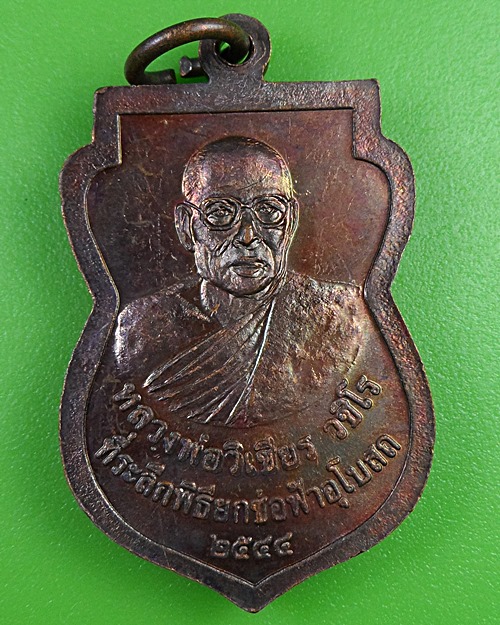 หลวงพ่อวิเชียร วชิโร
ที่ระลึกพิธียกช่อฟ้าอุโบสถ
๒๕๔๔